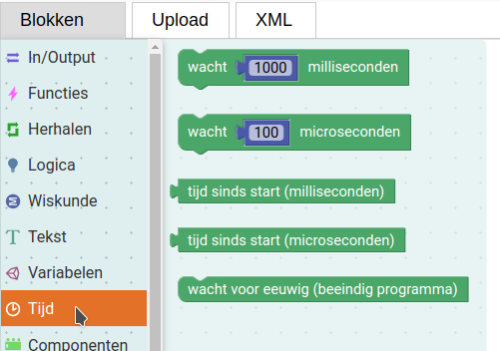 Blokken
Upload
XML
In/Output
Functies
Herhalen
Logica
Wiskunde
Tekst
Variabelen
Tijd
Componenten
wacht 1000 milliseconden
wacht 100 microseconden
tijd sinds start (milliseconden)
tijd sinds start (microseconden)
wacht voor eeuwig (beeindig programma)